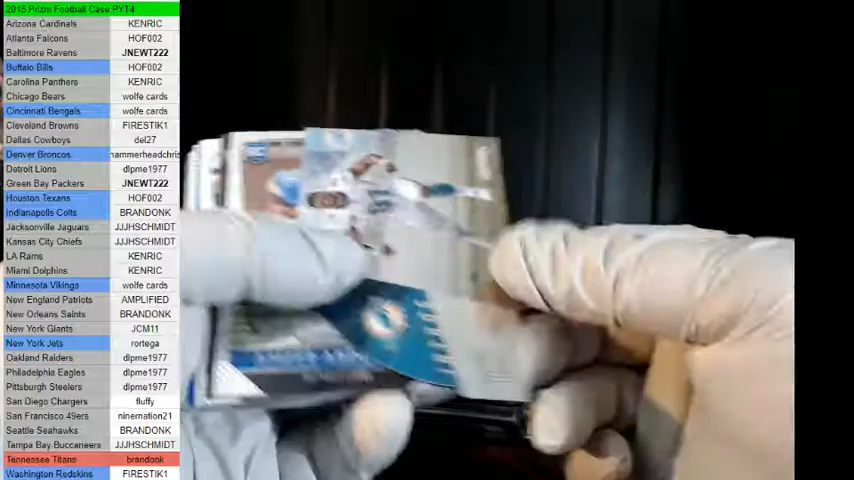 2015 Prizm Football Case PYT4
Arizona Cardinals KENRIC
Atlanta Falcons HOF002
Baltimore Ravens JNEWT222
Buffalo Bills HOF002
Carolina Panthers KENRIC
Chicago Bears wolfe cards
Cincinnati Bengals wolfe cards
Cleveland Browns FIRESTIK1
Dallas Cowboys del27
Denver Broncos hammerheadchris
Detroit Lions dlpme1977
Green Bay Packers JNEWT222
Houston Texans HOF002
Indianapolis Colts BRANDONK
Jacksonville Jaguars JJJHSCHMIDT
Kansas City Chiefs JJJHSCHMIDT
LA Rams KENRIC
Miami Dolphins KENRIC
Minnesota Vikings wolfe cards
New England Patriots AMPLIFIED
New Orleans Saints BRANDONK
New York Giants JCM11
New York Jets rortega
Oakland Raiders dlpme1977
Philadelphia Eagles dlpme1977
Pittsburgh Steelers dlpme1977
San Diego Chargers fluffy
San Francisco 49ers ninernation21
Seattle Seahawks BRANDONK
Tampa Bay Buccaneers JJJHSCHMIDT
Tennessee Titans brandonk
Washington Redskins FIRESTIK1